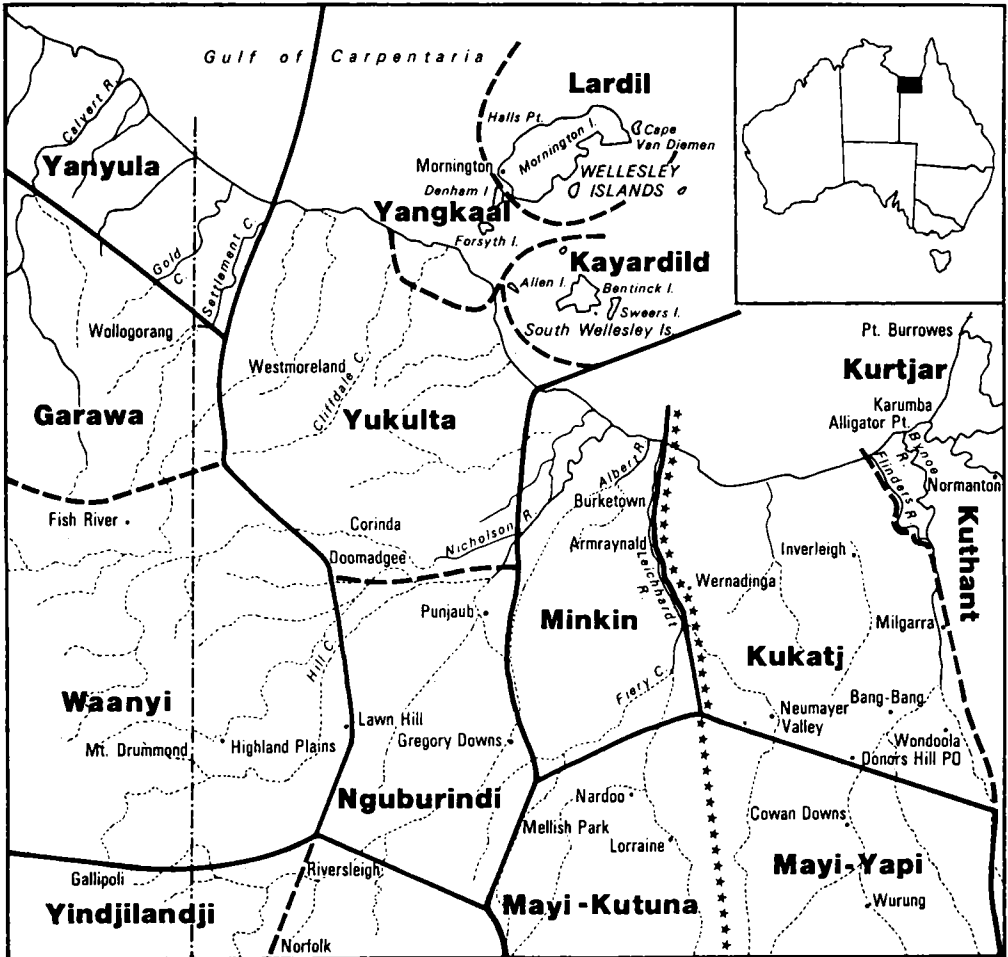 Gulf of Carpentaria
Lardil
Halls Pt.
Mornington I.
Cape
Van Diemen
Calvert R.
Yanyula
Mornington
WELLESLEY
ISLANDS
Denham I
Yangkaal
Forsyth I.
Kayardild
Allen I.
Bentinck I.
Sweers I.
South Wellesley Is.
Gold
C.
Settlement C.
Wollogorang
Westmoreland
Cliffdale C.
Garawa
Yukulta
Pt. Burrowes
Kurtjar
Karumba
Alligator Pt.
Bynoe
R.
Flinders R.
Normanton
Kuthant
Fish River
Corinda
Doomadgee
Nicholson R.
Albert R.
Burketown
Armraynald
Leichhardt
R.
Inverleigh
Wernadinga
Punjaub
Minkin
Milgarra
Kukatj
Hill C.
Fiery C.
Waanyi
Lawn Hill
Mt. Drummond
Highland Plains
Gregory Downs
Neumayer
Valley
Bang-Bang
Wondoola
Donors Hill PO
Nguburindi
Nardoo
Mellish Park
Lorraine
Cowan Downs
Mayi-Yapi
Gallipoli
Riversleigh
Yindjilandji
Mayi-Kutuna
Wurung
Norfolk